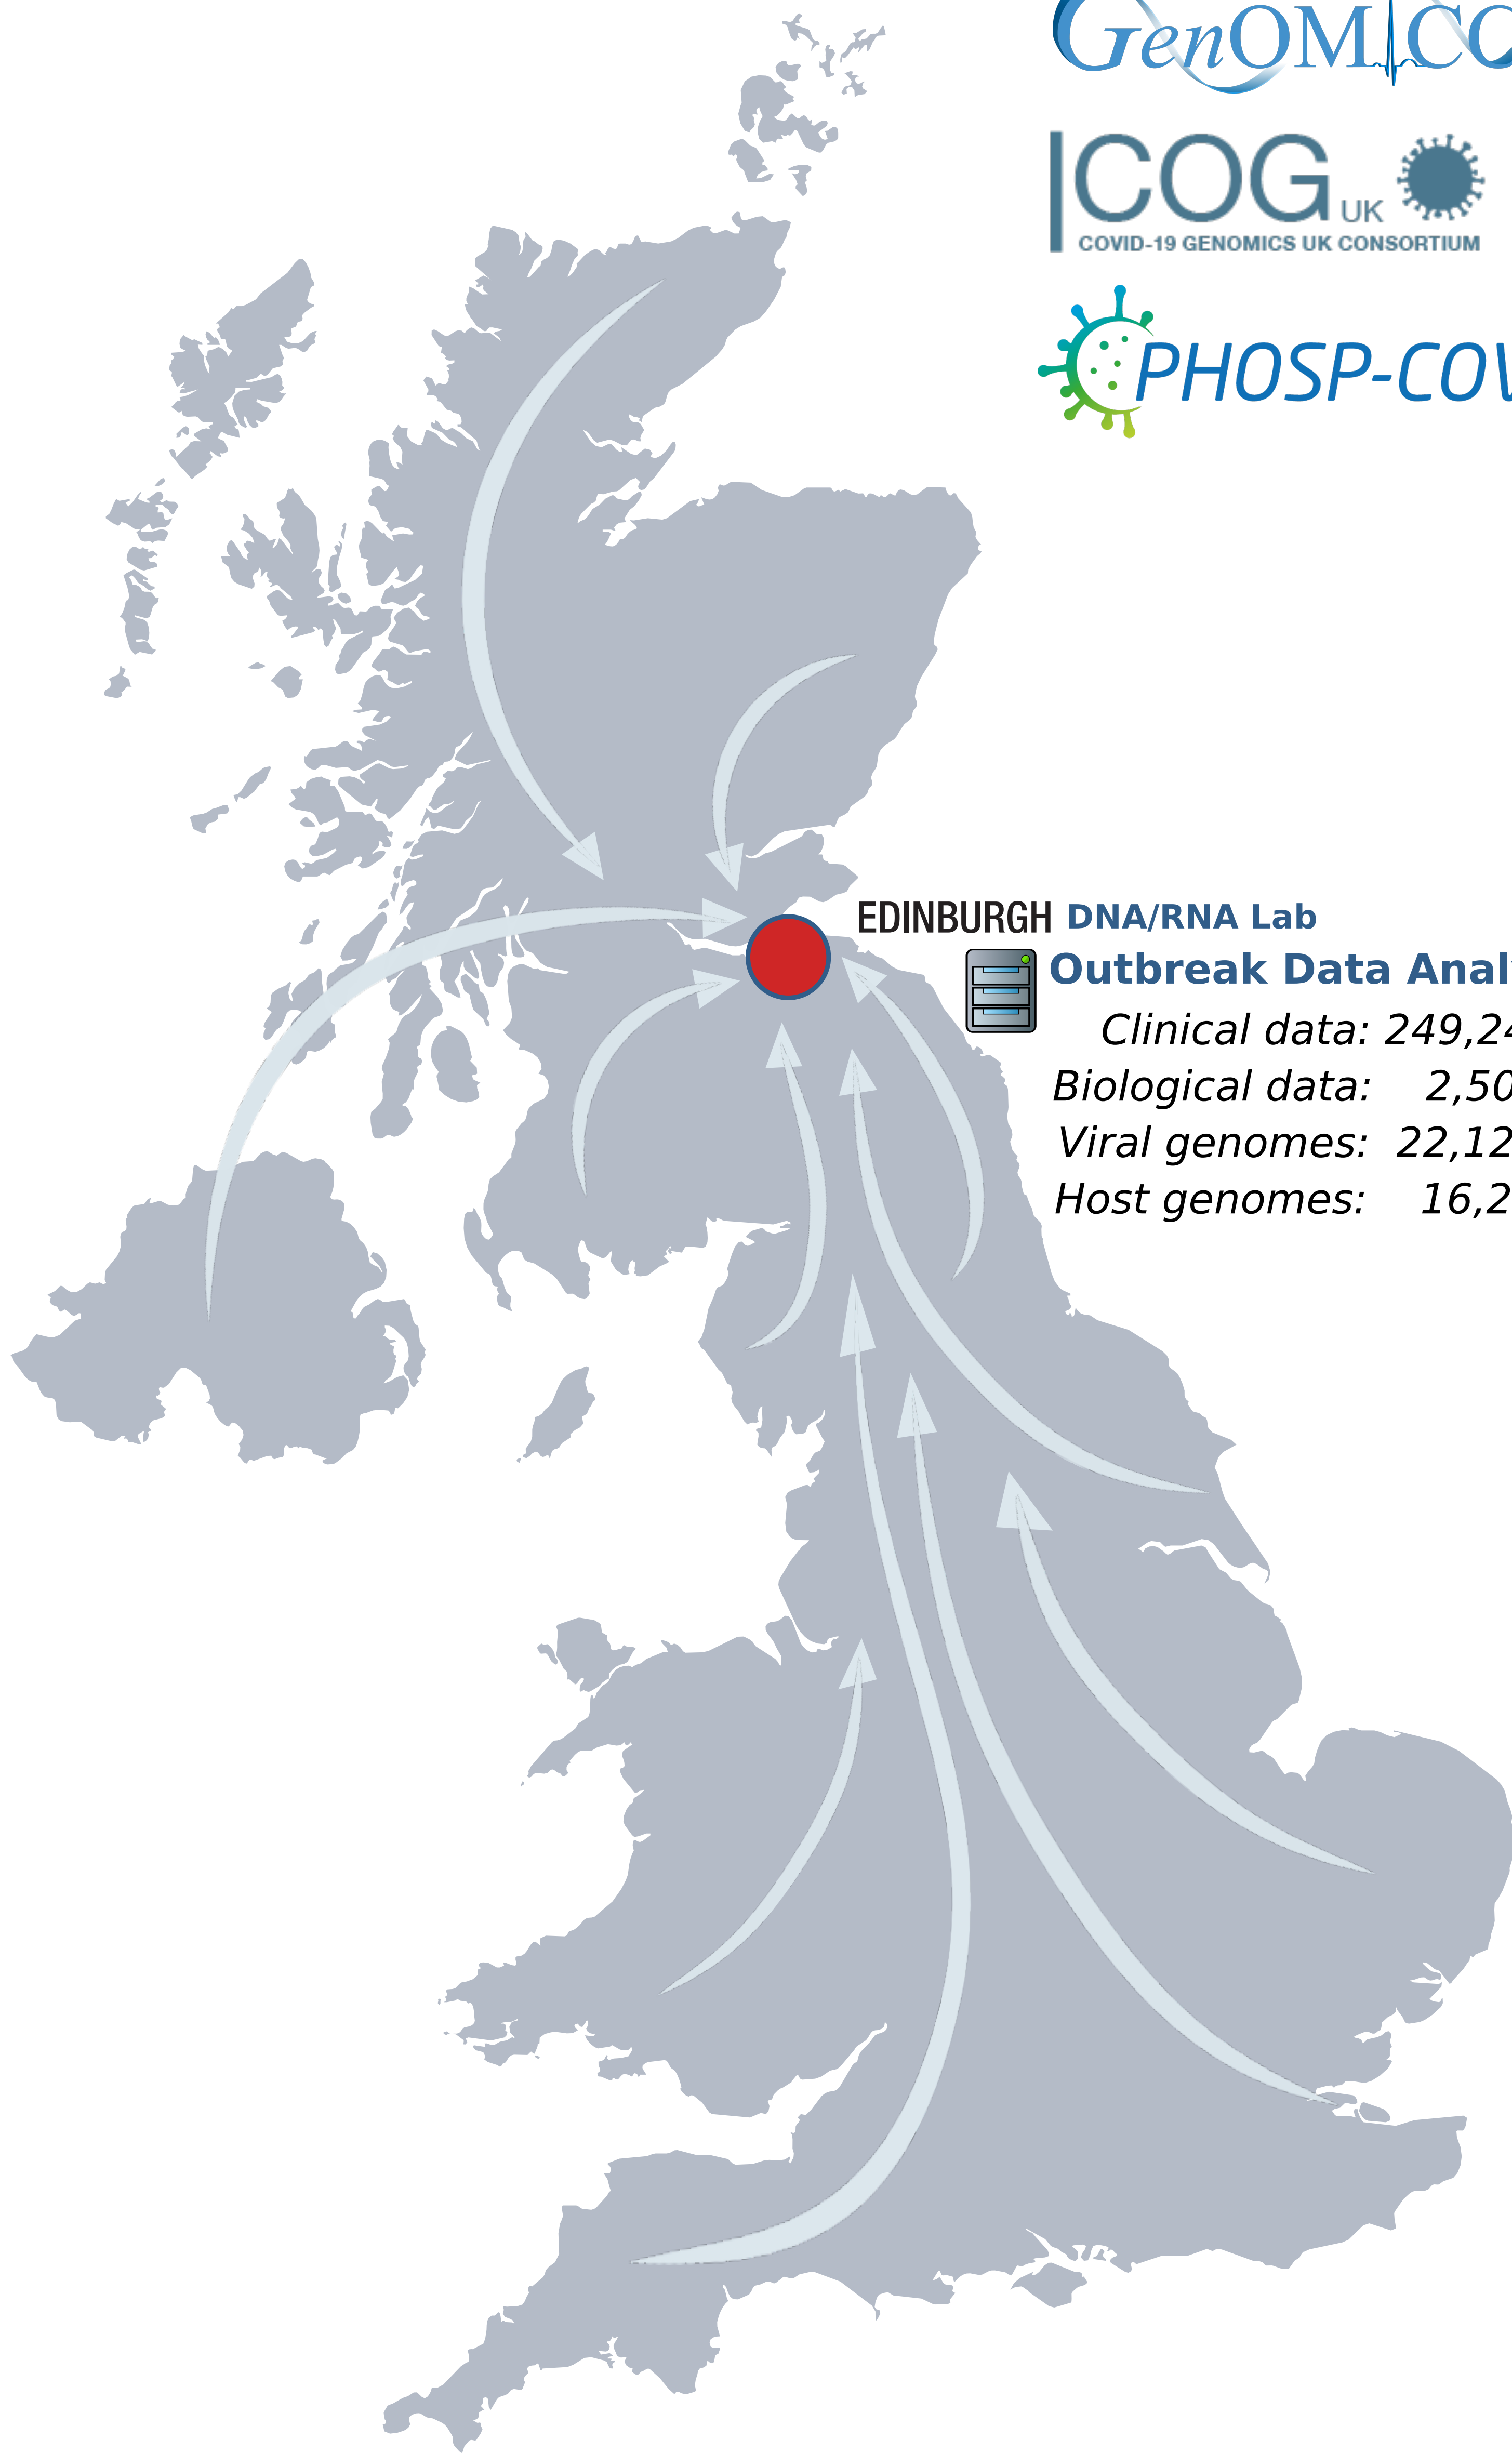 GenOMICC
COG UK
COVID-19 GENOMICS UK CONSORTIUM
PHOSP-COV
EDINBURGH DNA/RNA Lab
Outbreak Data Anal
Clinical data: 249,24
Biological data: 2,50
Viral genomes: 22,12
Host genomes: 16,2